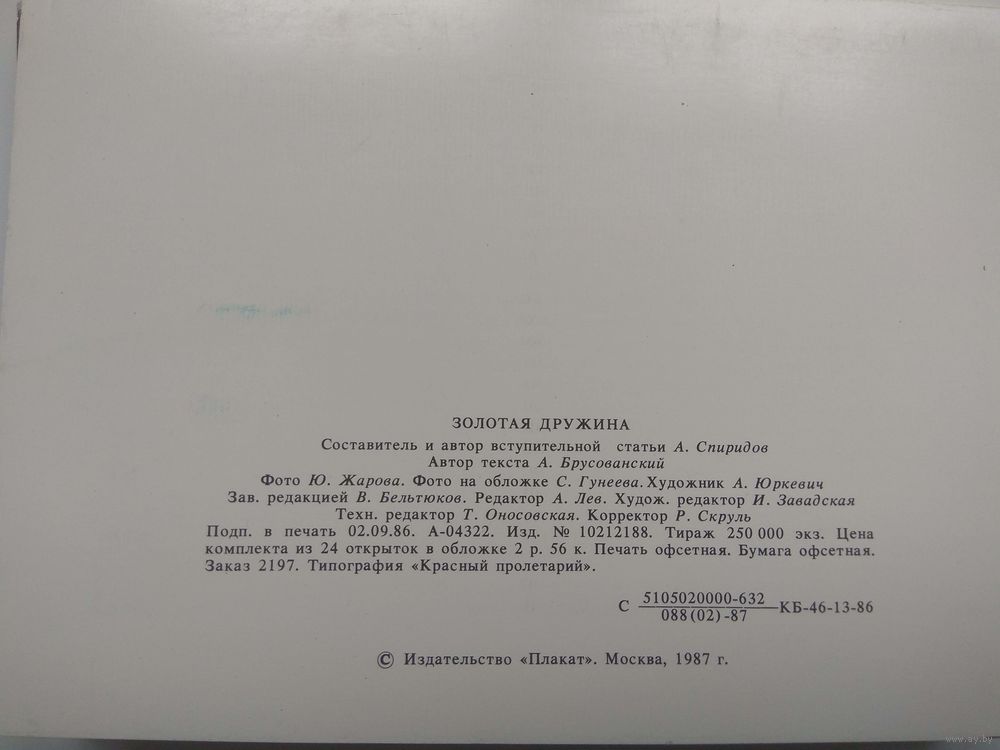 ЗОЛОТАЯ ДРУЖИНА
Составитель и автор вступительной статьи А. Спиридов
Автор текста А. Брусованский
Фото Ю. Жарова. Фото на обложке С. Гунеева. Художник А. Юркевич
Зав. редакцией В. Бельтюков. Редактор А. Лев. Худож. редактор И. Завадская
Техн. редактор Т. Оносовская. Корректор Р. Скруль
Подп. в печать 02.09.86. А-04322. Изд. № 10212188. Тираж 250 000 экз. Цена
комплекта из 24 открыток в обложке 2 р. 56 к. Печать офсетная. Бумага офсетная.
Заказ 2197. Типография «Красный пролетарий».
С 5105020000-632
088(02)-87 КБ-46-13-86
© Издательство «Плакат». Москва, 1987 г.
www.ay.by